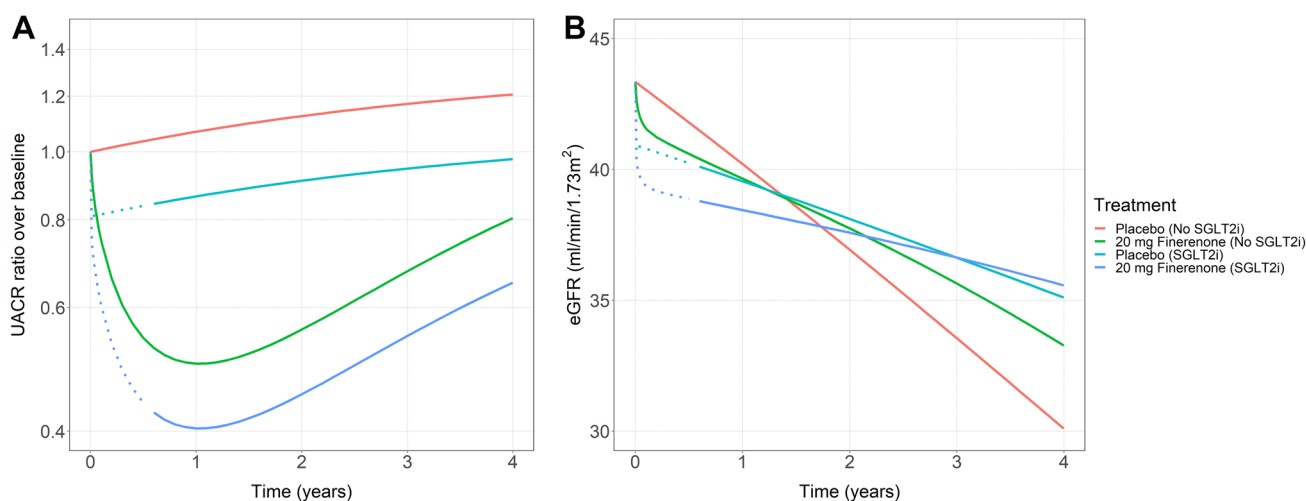 A
UACR ratio over baseline
1.4
1.2
1.0
0.8
0.6
0.4
0 1 2 3 4
Time (years)
B
eGFR (ml/min/1.73m²)
45
40
35
30
0 1 2 3 4
Time (years)
Treatment
Placebo (No SGLT2i)
20 mg Finerenone (No SGLT2i)
Placebo (SGLT2i)
20 mg Finerenone (SGLT2i)